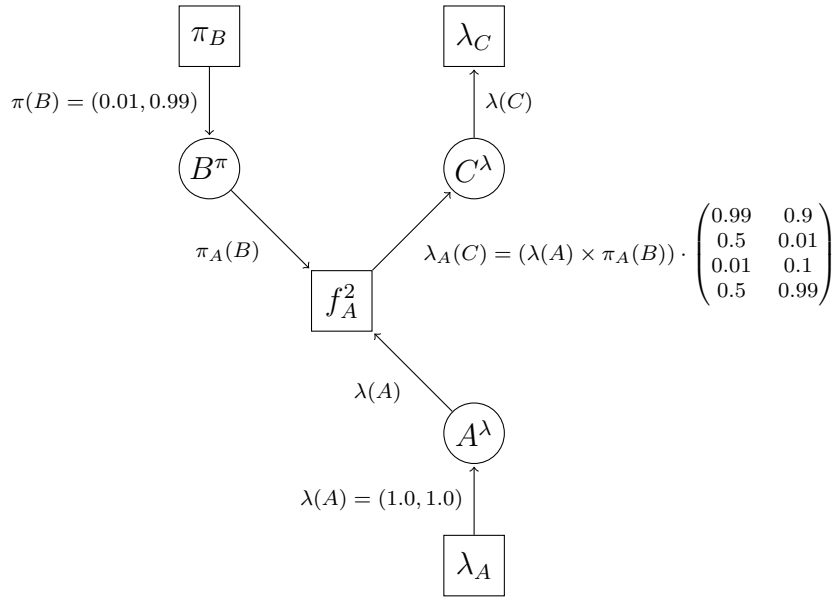 π_B λ_C
π(B) = (0.01, 0.99) λ(C)
B^π C^λ
π_A(B) λ_A(C) = (λ(A) × π_A(B)) · (0.99 0.9
0.5 0.01
0.01 0.1
0.5 0.99)
f_A^2
λ(A)
A^λ
λ(A) = (1.0, 1.0)
λ_A